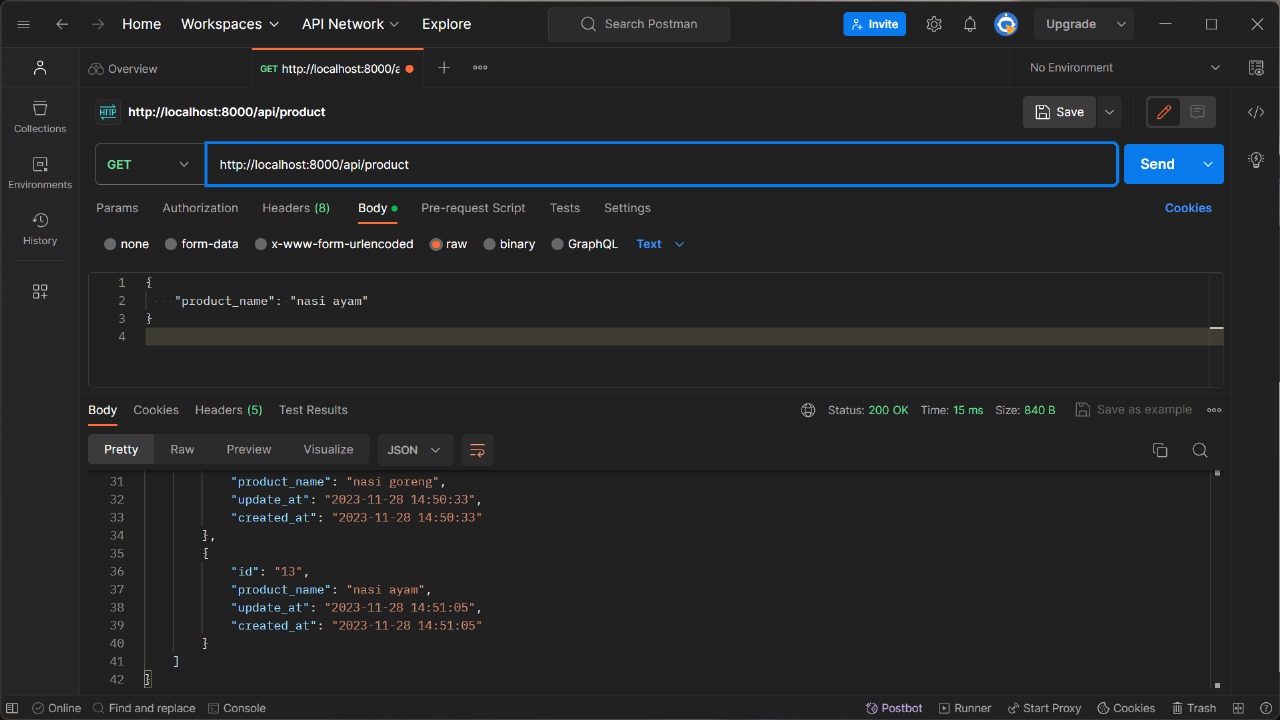 Home Workspaces API Network Explore Search Postman Invite Upgrade
Overview GET http://localhost:8000/a No Environment
HTTP http://localhost:8000/api/product Save
Collections
GET http://localhost:8000/api/product Send
Environments
Params Authorization Headers (8) Body Pre-request Script Tests Settings Cookies
History
none form-data x-www-form-urlencoded raw binary GraphQL Text
1 {
2 "product_name": "nasi ayam"
3 }
4
Body Cookies Headers (5) Test Results Status: 200 OK Time: 15 ms Size: 840 B Save as example
Pretty Raw Preview Visualize JSON
31 "product_name": "nasi goreng",
32 "update_at": "2023-11-28 14:50:33",
33 "created_at": "2023-11-28 14:50:33"
34 },
35 {
36 "id": "13",
37 "product_name": "nasi ayam",
38 "update_at": "2023-11-28 14:51:05",
39 "created_at": "2023-11-28 14:51:05"
40 }
41 ]
42 }
Online Find and replace Console Postbot Runner Start Proxy Cookies Trash